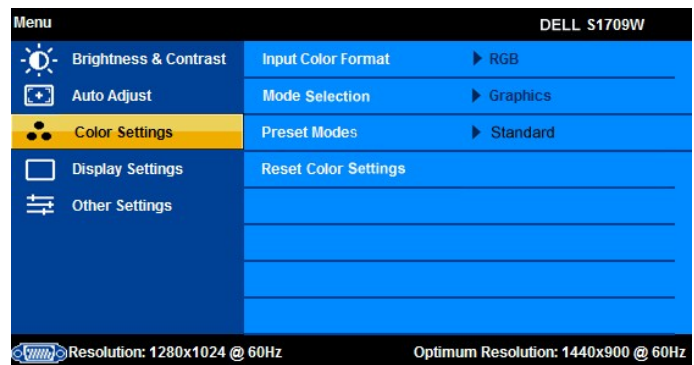 Menu DELL S1709W
Brightness & Contrast Input Color Format RGB
Auto Adjust Mode Selection Graphics
Color Settings Preset Modes Standard
Display Settings Reset Color Settings
Other Settings
Resolution: 1280x1024 @ 60Hz Optimum Resolution: 1440x900 @ 60Hz